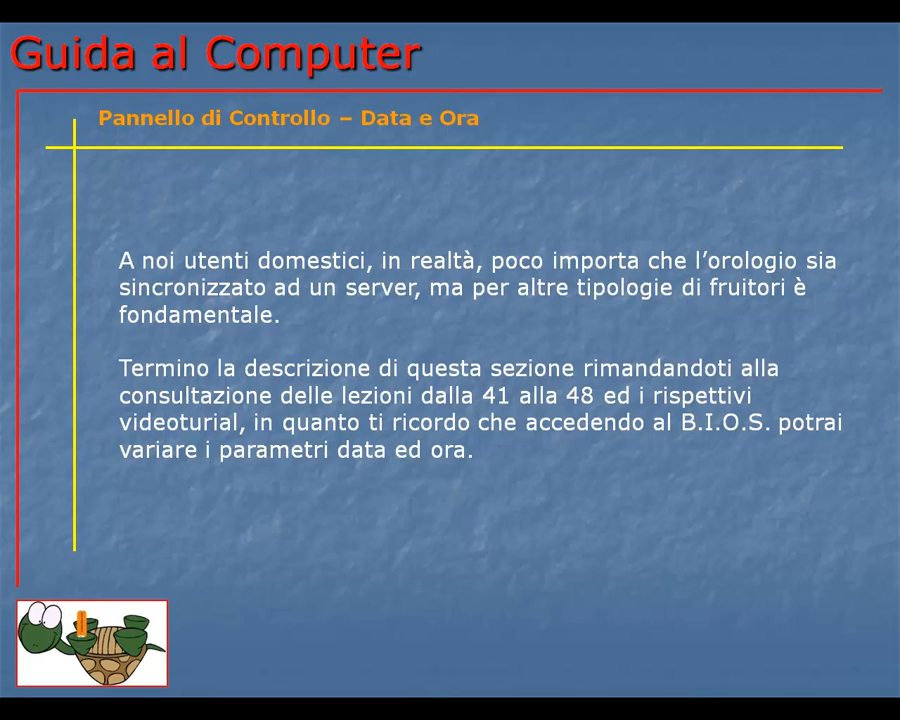 Guida al Computer
Pannello di Controllo – Data e Ora
A noi utenti domestici, in realtà, poco importa che l’orologio sia
sincronizzato ad un server, ma per altre tipologie di fruitori è
fondamentale.
Termino la descrizione di questa sezione rimandandoti alla
consultazione delle lezioni dalla 41 alla 48 ed i rispettivi
videoturial, in quanto ti ricordo che accedendo al B.I.O.S. potrai
variare i parametri data ed ora.